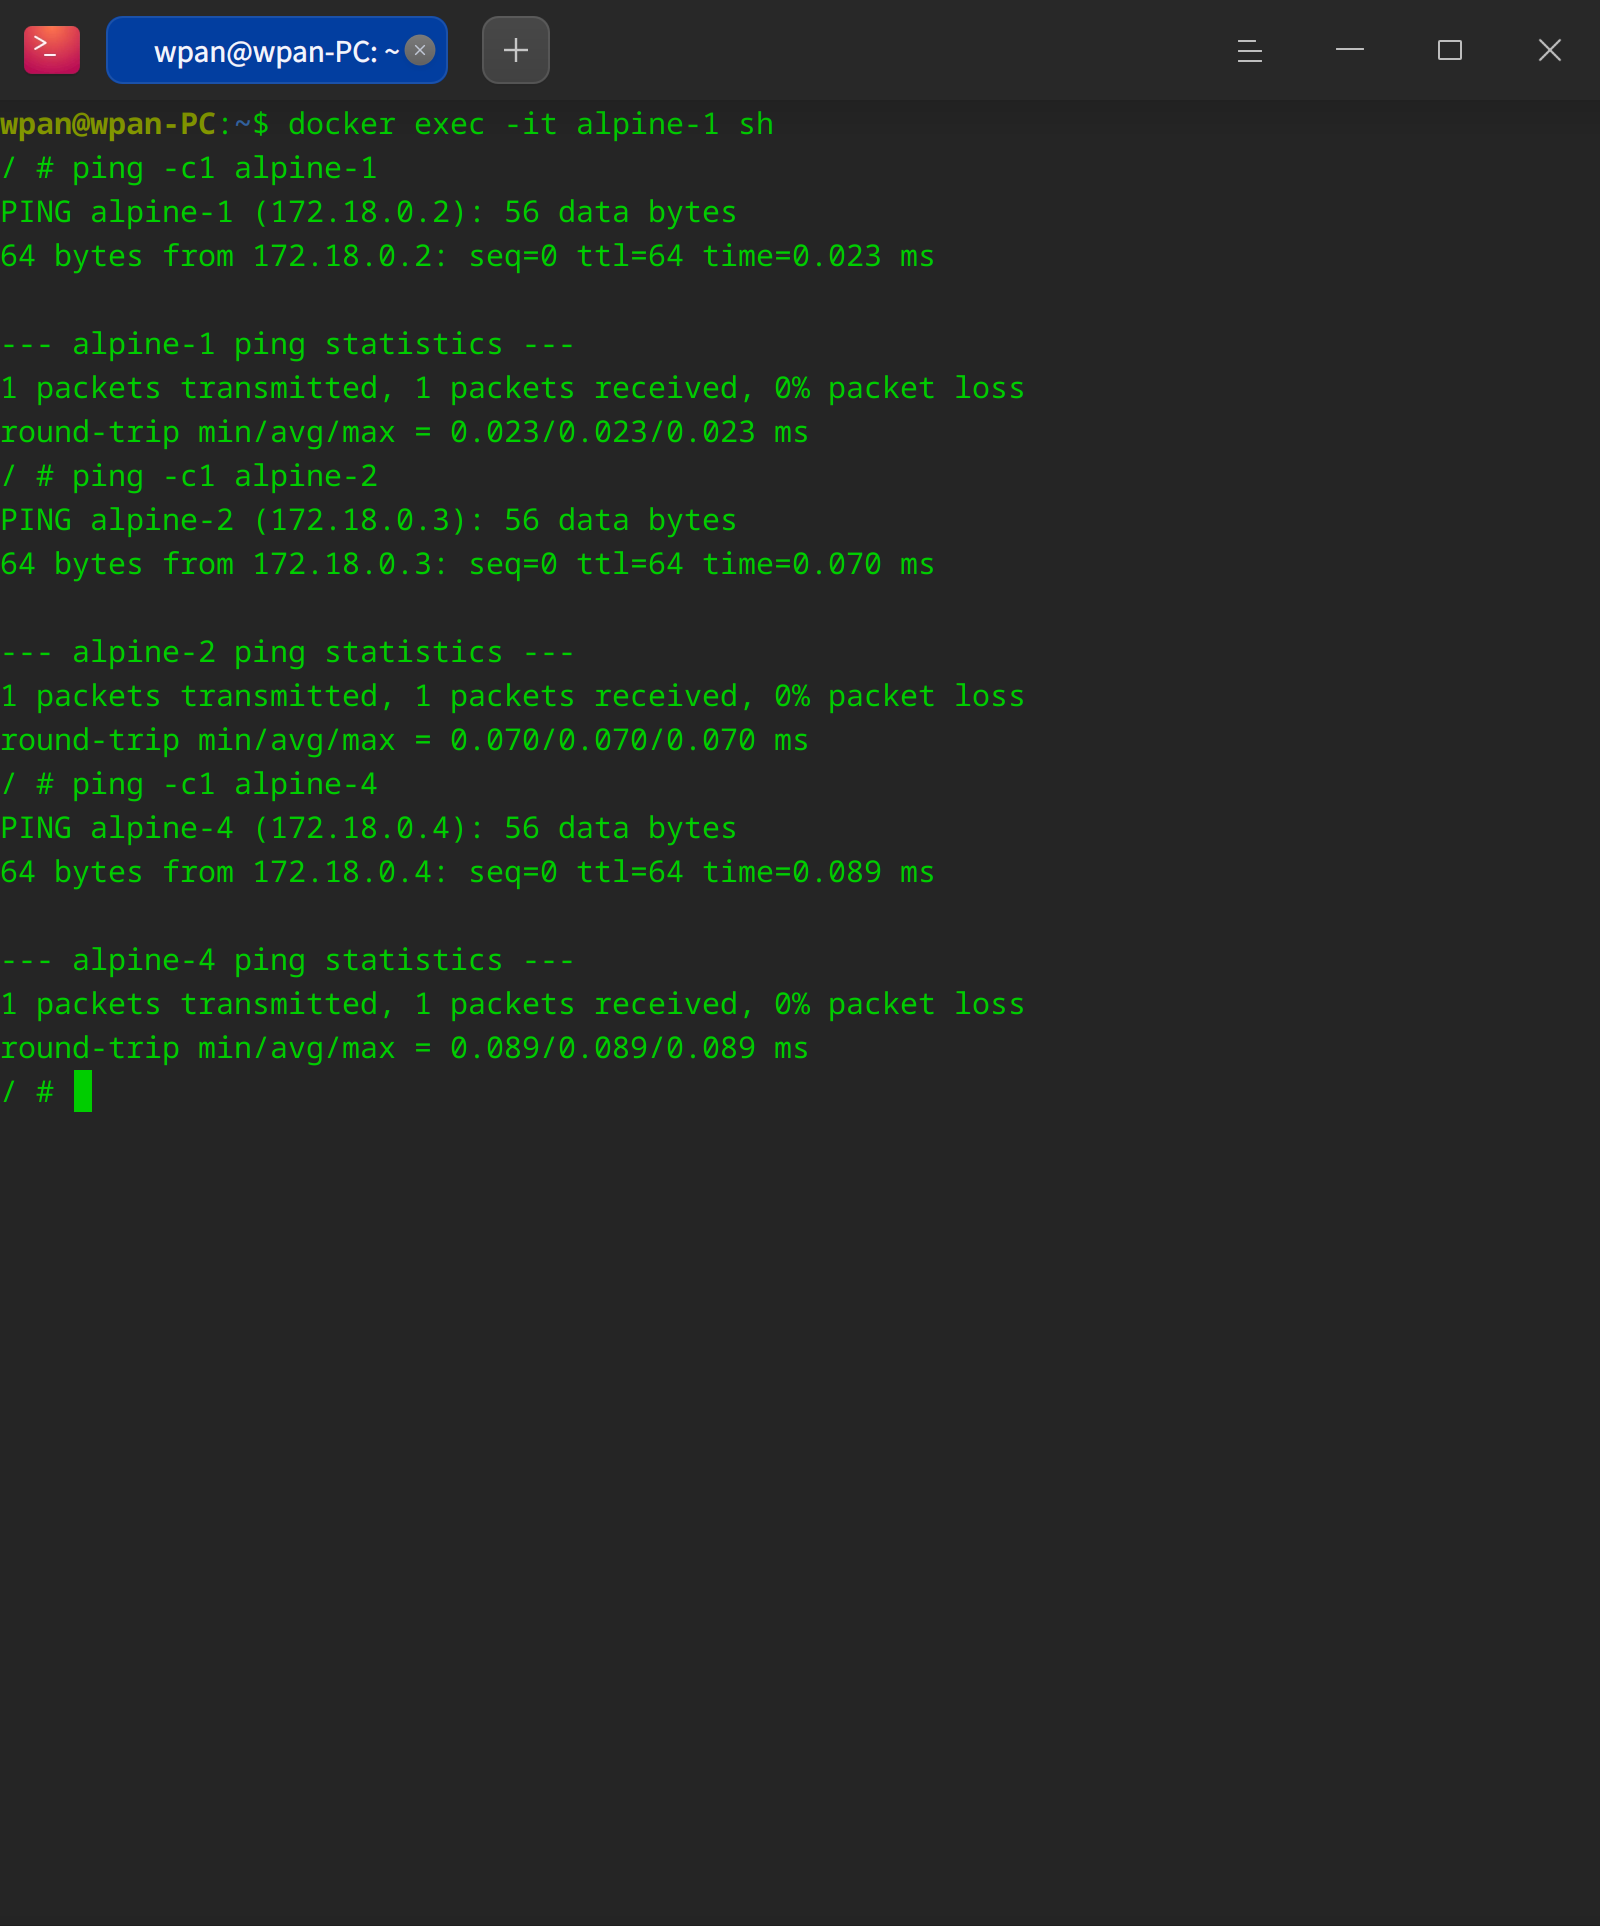 wpan@wpan-PC: ~
wpan@wpan-PC:~$ docker exec -it alpine-1 sh
/ # ping -c1 alpine-1
PING alpine-1 (172.18.0.2): 56 data bytes
64 bytes from 172.18.0.2: seq=0 ttl=64 time=0.023 ms

--- alpine-1 ping statistics ---
1 packets transmitted, 1 packets received, 0% packet loss
round-trip min/avg/max = 0.023/0.023/0.023 ms
/ # ping -c1 alpine-2
PING alpine-2 (172.18.0.3): 56 data bytes
64 bytes from 172.18.0.3: seq=0 ttl=64 time=0.070 ms

--- alpine-2 ping statistics ---
1 packets transmitted, 1 packets received, 0% packet loss
round-trip min/avg/max = 0.070/0.070/0.070 ms
/ # ping -c1 alpine-4
PING alpine-4 (172.18.0.4): 56 data bytes
64 bytes from 172.18.0.4: seq=0 ttl=64 time=0.089 ms

--- alpine-4 ping statistics ---
1 packets transmitted, 1 packets received, 0% packet loss
round-trip min/avg/max = 0.089/0.089/0.089 ms
/ #